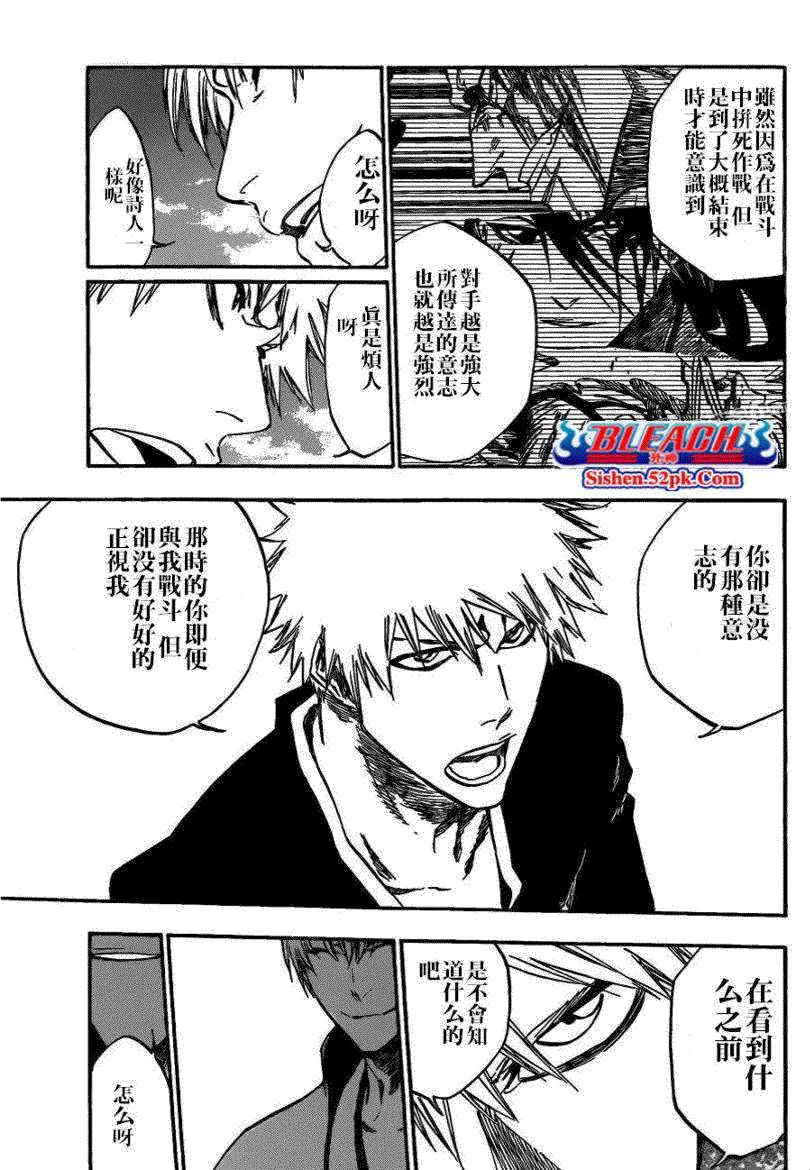 雖然因爲在戰斗
中拼死作戰 但
是到了大概結束
時才能意識到
對手越是強大
所傳達的意志
也就越是強烈
怎么呀
好像詩人一
樣呢
眞是煩人
呀
BLEACH
死神
Sishen.52pk.Com
你卻是没
有那種意
志的
那時的你即便
與我戰斗 但
卻没有好好的
正視我
在看到什
么之前
是不會知
道什么的
吧
怎么呀